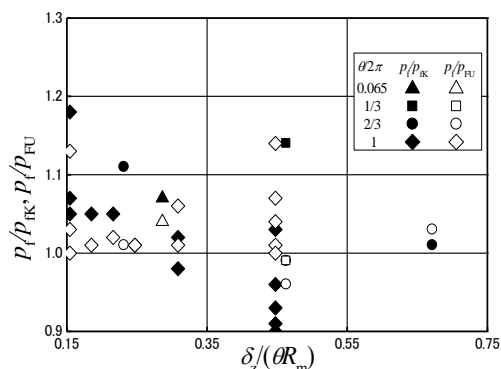 1.3
1.2
1.1
1.0
0.9
p_f/p_fK, p_f/p_FU
θ/2π p_f/p_fK p_f/p_FU
0.065 ▲ △
1/3 ■ □
2/3 ● ○
1 ◆ ◇
0.15 0.35 0.55 0.75
δ_z/(θR_m)